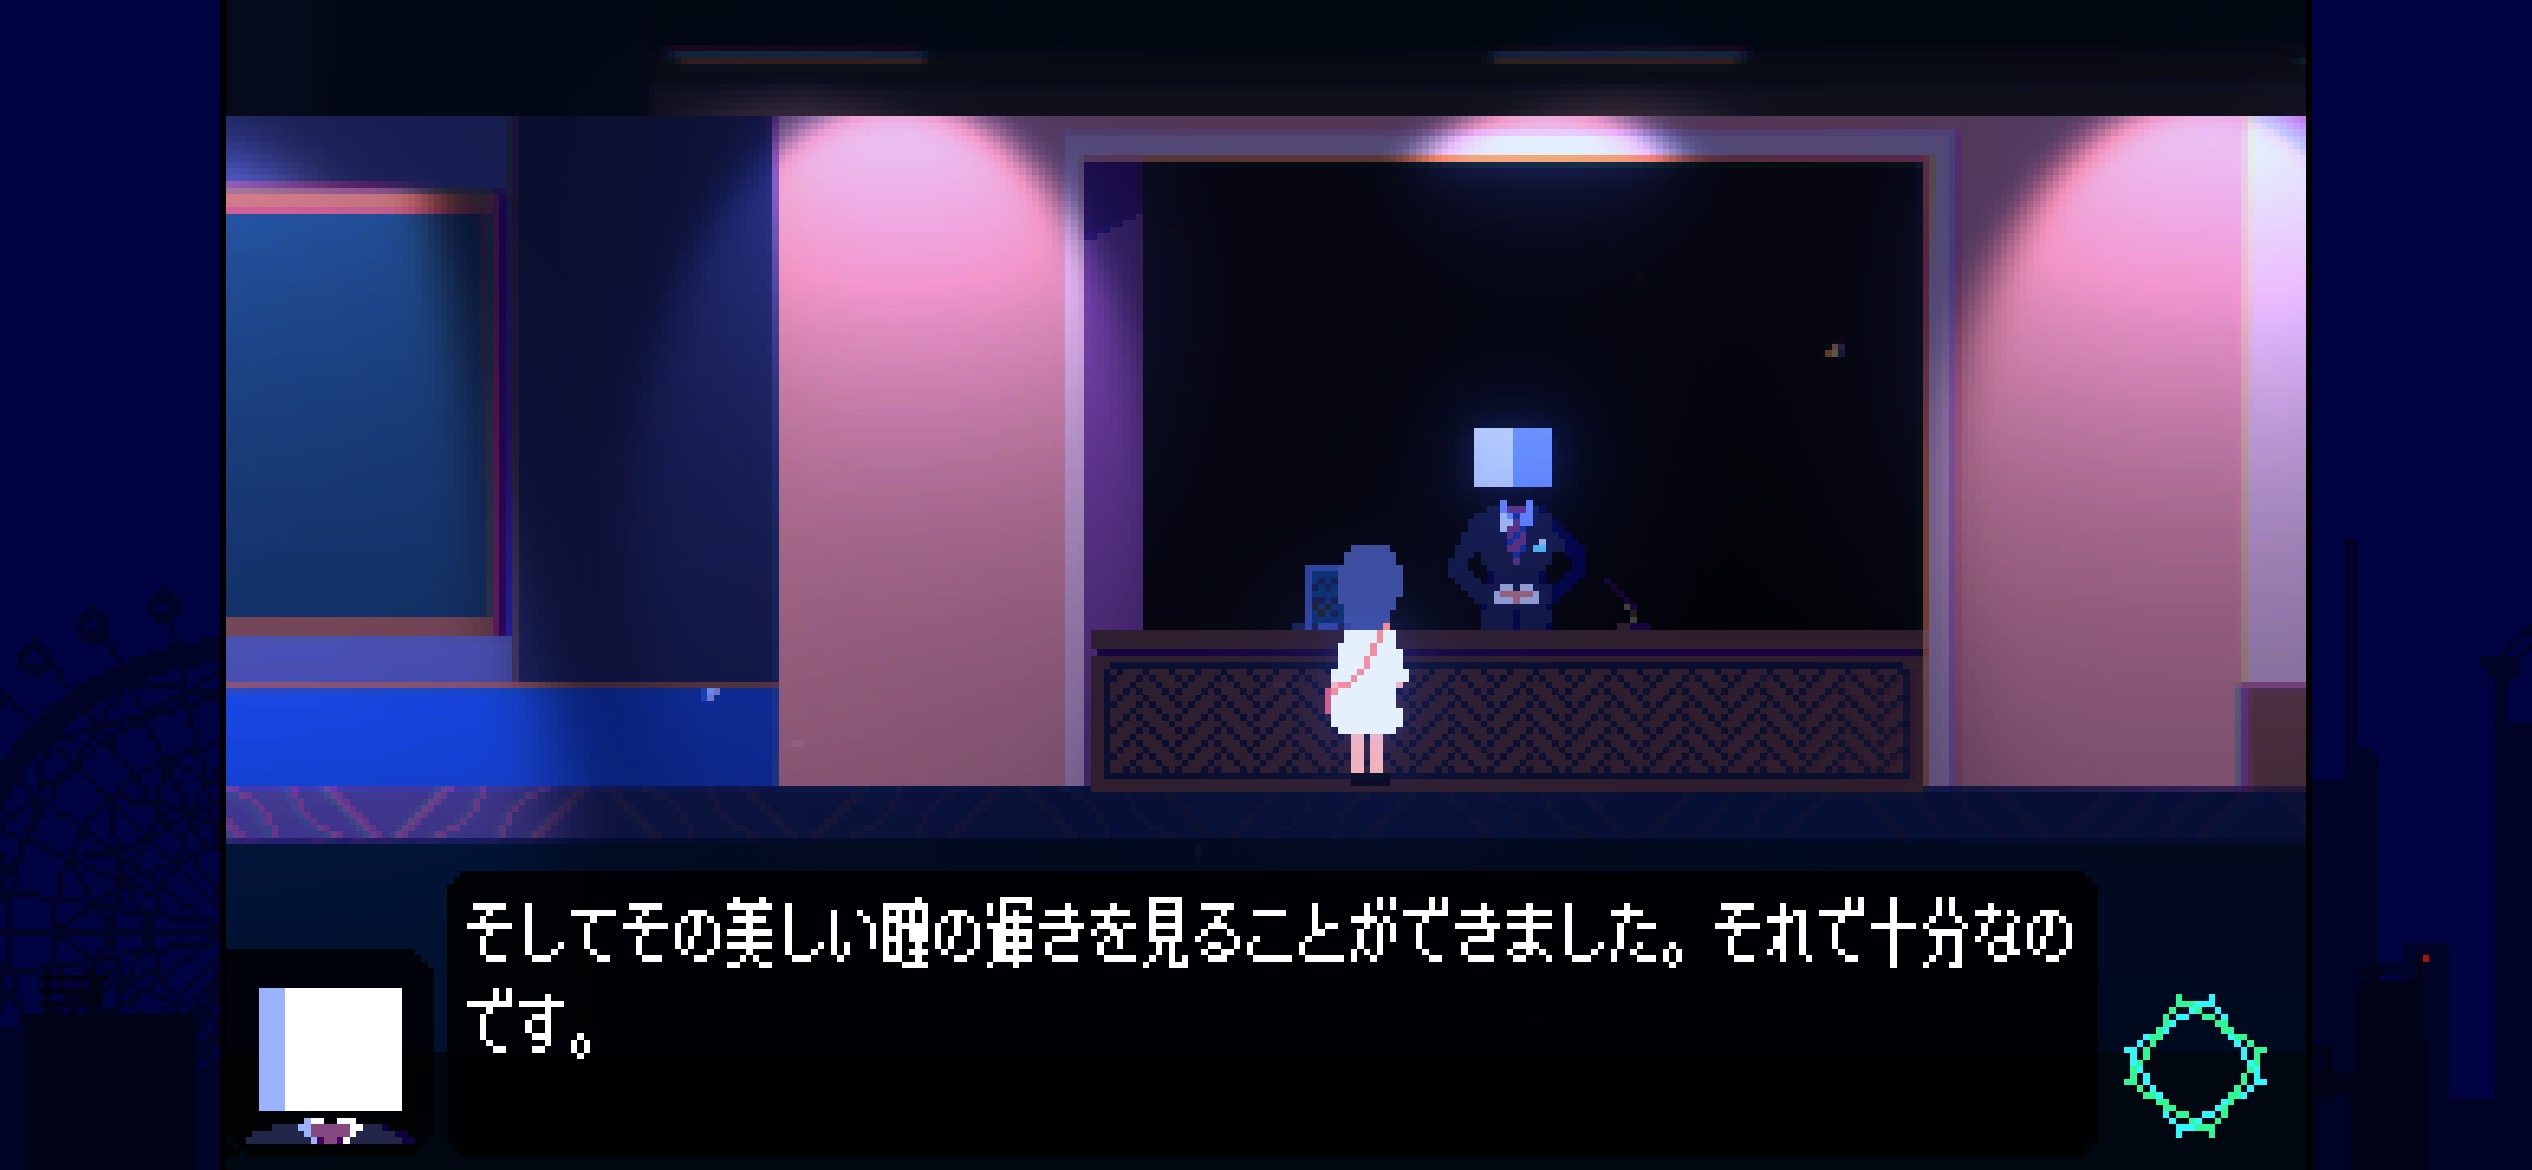 そしてその美しい瞳の輝きを見ることができました。それで十分なの
です。